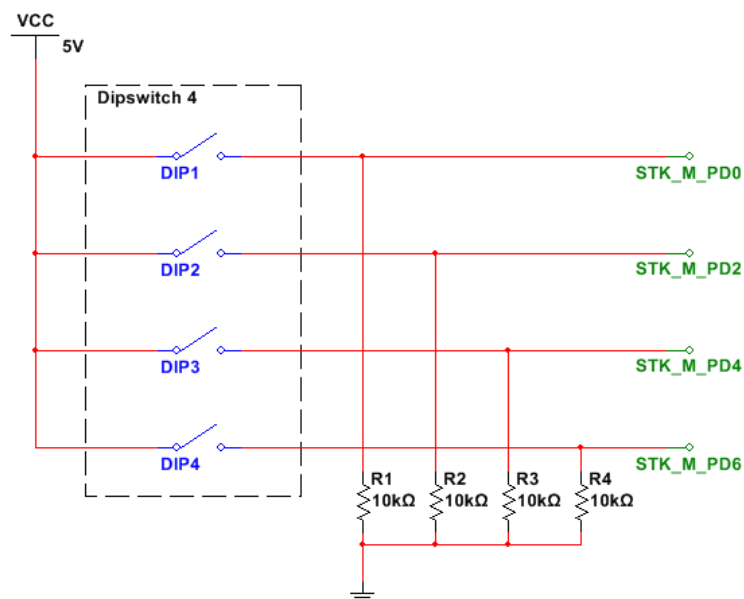 VCC
5V
Dipswitch 4
DIP1
STK_M_PD0
DIP2
STK_M_PD2
DIP3
STK_M_PD4
DIP4
STK_M_PD6
R1 R2 R3 R4
10kΩ 10kΩ 10kΩ 10kΩ